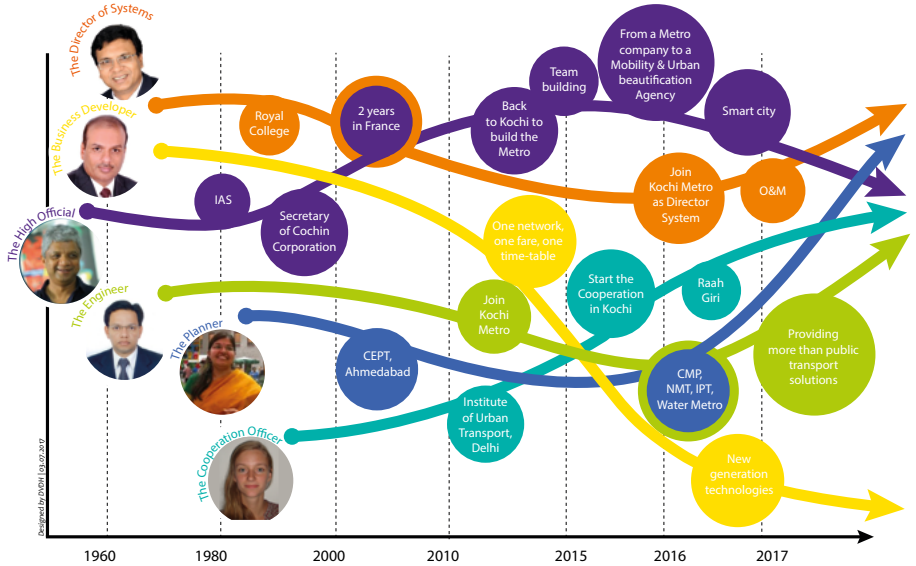 The Director of Systems
The Business Developer
The High Official
The Engineer
The Planner
The Cooperation Officer
Royal
College
2 years
in France
Back
to Kochi to
build the
Metro
Team
building
From a Metro
company to a
Mobility & Urban
beautification
Agency
Smart city
IAS
Secretary
of Cochin
Corporation
One network,
one fare, one
time-table
Join
Kochi Metro
as Director
System
O&M
Start the
Cooperation
in Kochi
Raah
Giri
Join
Kochi
Metro
CEPT,
Ahmedabad
Institute
of Urban
Transport,
Delhi
CMP,
NMT, IPT,
Water Metro
Providing
more than public
transport
solutions
New
generation
technologies
Designed by DVDH | 03.07.2017
1960
1980
2000
2010
2015
2016
2017